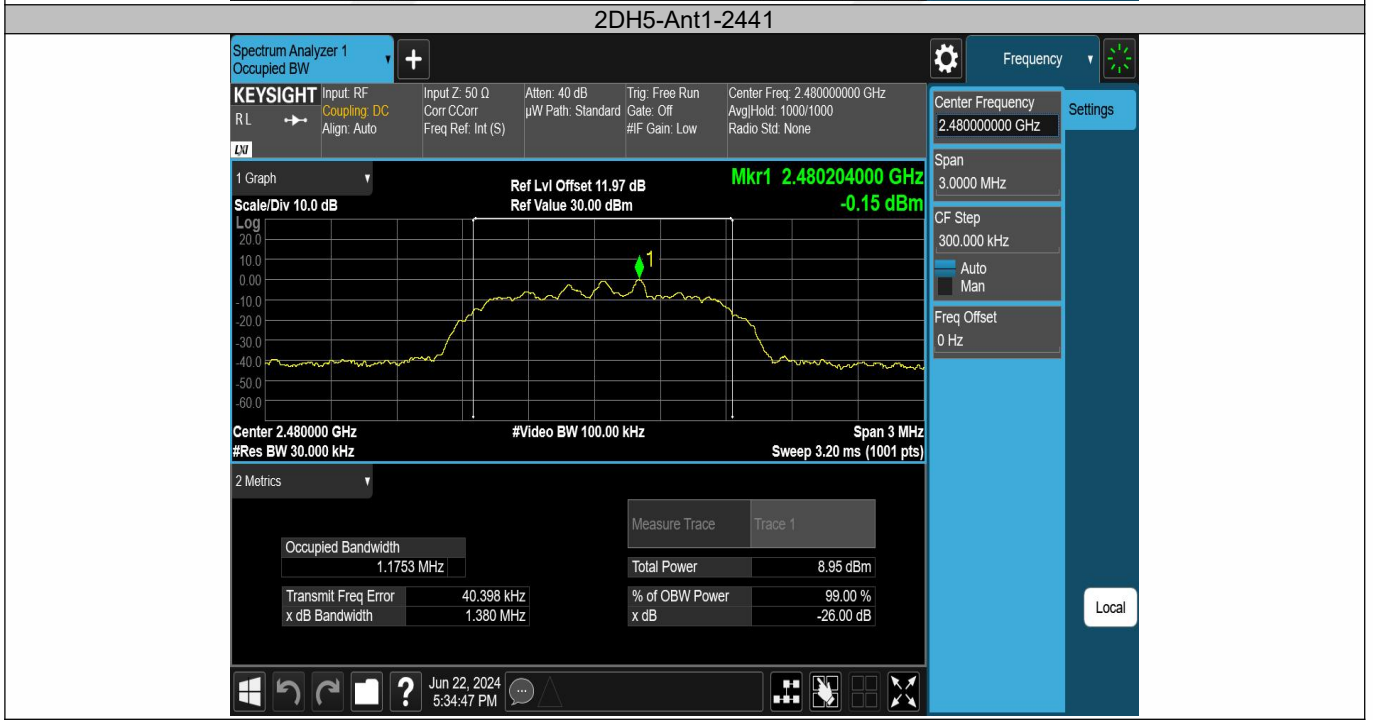 2DH5-Ant1-2441
Spectrum Analyzer 1
Occupied BW
+
Frequency
KEYSIGHT
RL
LXI
Input: RF
Coupling: DC
Align: Auto
Input Z: 50 Ω
Corr CCorr
Freq Ref: Int (S)
Atten: 40 dB
µW Path: Standard
Trig: Free Run
Gate: Off
#IF Gain: Low
Center Freq: 2.480000000 GHz
Avg|Hold: 1000/1000
Radio Std: None
Center Frequency
2.480000000 GHz
Settings
Span
3.0000 MHz
CF Step
300.000 kHz
Auto
Man
Freq Offset
0 Hz
Local
1 Graph
Scale/Div 10.0 dB
Ref Lvl Offset 11.97 dB
Ref Value 30.00 dBm
Mkr1 2.480204000 GHz
-0.15 dBm
Log
20.0
10.0
0.00
-10.0
-20.0
-30.0
-40.0
-50.0
-60.0
1
Center 2.480000 GHz
#Video BW 100.00 kHz
Span 3 MHz
#Res BW 30.000 kHz
Sweep 3.20 ms (1001 pts)
2 Metrics
Measure Trace Trace 1
Occupied Bandwidth
1.1753 MHz
Total Power 8.95 dBm
Transmit Freq Error 40.398 kHz
% of OBW Power 99.00 %
x dB Bandwidth 1.380 MHz
x dB -26.00 dB
?
Jun 22, 2024
5:34:47 PM